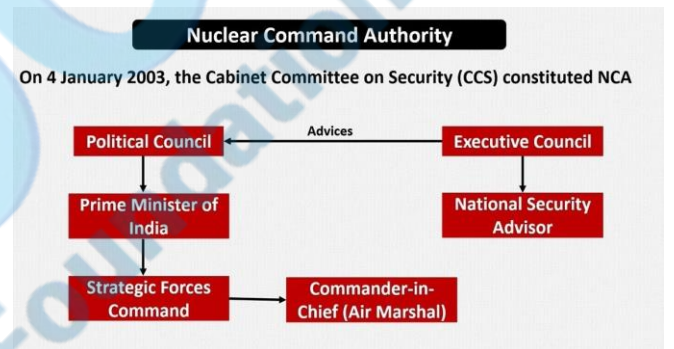 Nuclear Command Authority
On 4 January 2003, the Cabinet Committee on Security (CCS) constituted NCA
Political Council
Advices
Executive Council
Prime Minister of
India
National Security
Advisor
Strategic Forces
Command
Commander-in-
Chief (Air Marshal)
Foundation